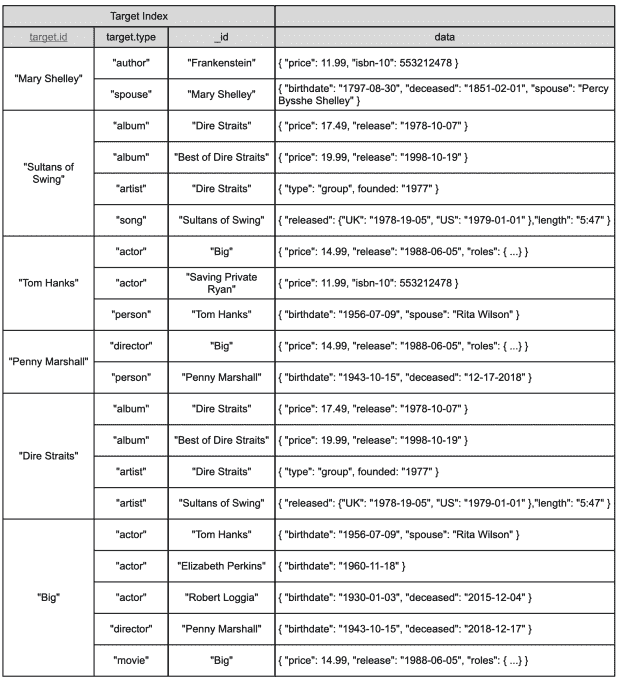 Target Index
target.id target.type _id data
"Mary Shelley"
"author" "Frankenstein" { "price": 11.99, "isbn-10": 553212478 }
"spouse" "Mary Shelley" { "birthdate": "1797-08-30", "deceased": "1851-02-01", "spouse": "Percy
Bysshe Shelley" }
"Sultans of
Swing"
"album" "Dire Straits" { "price": 17.49, "release": "1978-10-07" }
"album" "Best of Dire Straits" { "price": 19.99, "release": "1998-10-19" }
"artist" "Dire Straits" { "type": "group", founded: "1977" }
"song" "Sultans of Swing" { "released": {"UK": "1978-19-05", "US": "1979-01-01" },"length": "5:47" }
"Tom Hanks"
"actor" "Big" { "price": 14.99, "release": "1988-06-05", "roles": { ...} }
"actor" "Saving Private
Ryan" { "price": 11.99, "isbn-10": 553212478 }
"person" "Tom Hanks" { "birthdate": "1956-07-09", "spouse": "Rita Wilson" }
"Penny Marshall"
"director" "Big" { "price": 14.99, "release": "1988-06-05", "roles": { ...} }
"person" "Penny Marshall" { "birthdate": "1943-10-15", "deceased": "12-17-2018" }
"Dire Straits"
"album" "Dire Straits" { "price": 17.49, "release": "1978-10-07" }
"album" "Best of Dire Straits" { "price": 19.99, "release": "1998-10-19" }
"artist" "Dire Straits" { "type": "group", founded: "1977" }
"artist" "Sultans of Swing" { "released": {"UK": "1978-19-05", "US": "1979-01-01" },"length": "5:47" }
"Big"
"actor" "Tom Hanks" { "birthdate": "1956-07-09", "spouse": "Rita Wilson" }
"actor" "Elizabeth Perkins" { "birthdate": "1960-11-18" }
"actor" "Robert Loggia" { "birthdate": "1930-01-03", "deceased": "2015-12-04" }
"director" "Penny Marshall" { "birthdate": "1943-10-15", "deceased": "2018-12-17" }
"movie" "Big" { "price": 14.99, "release": "1988-06-05", "roles": { ...} }